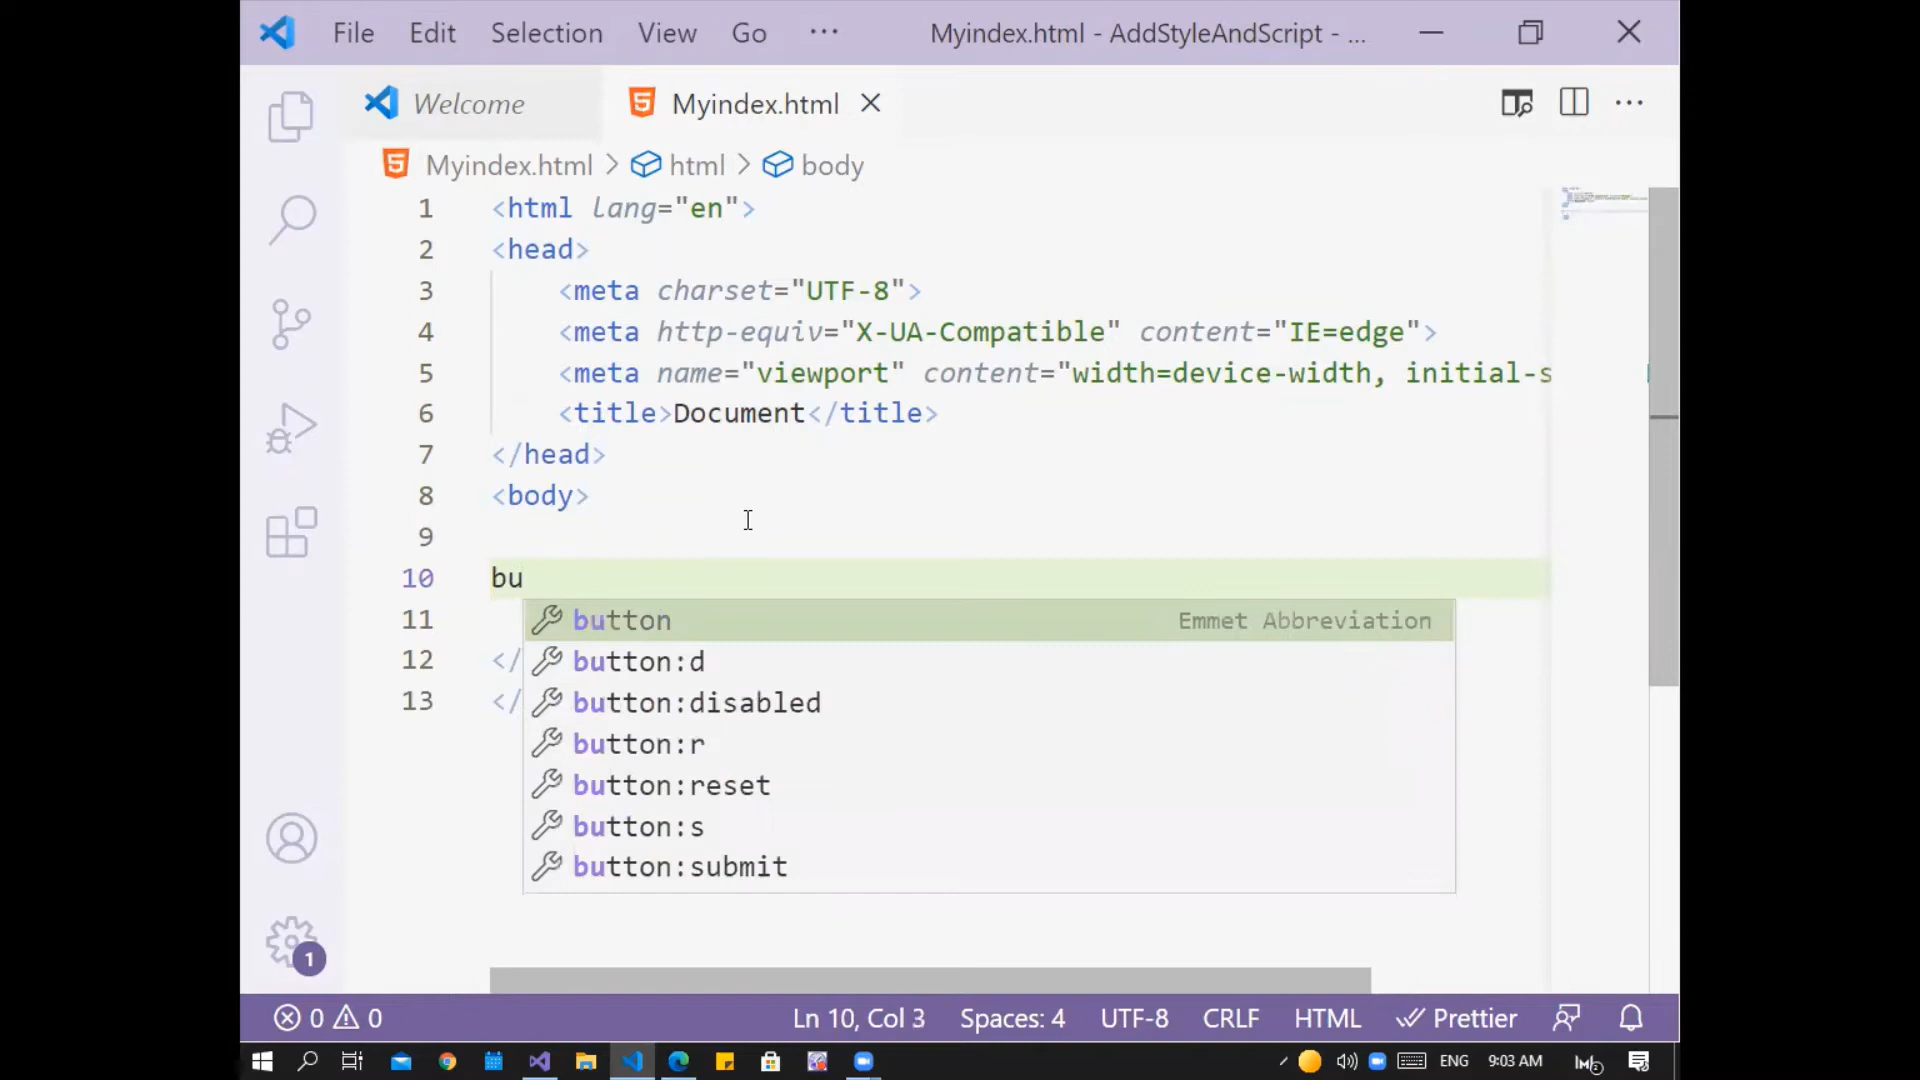 File Edit Selection View Go ··· Myindex.html - AddStyleAndScript - ...
Welcome Myindex.html
Myindex.html > html > body
1 <html lang="en">
2 <head>
3 <meta charset="UTF-8">
4 <meta http-equiv="X-UA-Compatible" content="IE=edge">
5 <meta name="viewport" content="width=device-width, initial-s
6 <title>Document</title>
7 </head>
8 <body>
9
10 bu
button Emmet Abbreviation
11
12 </
button:d
button:disabled
13 </
button:r
button:reset
button:s
button:submit
1
0 0 Ln 10, Col 3 Spaces: 4 UTF-8 CRLF HTML Prettier
ENG 9:03 AM